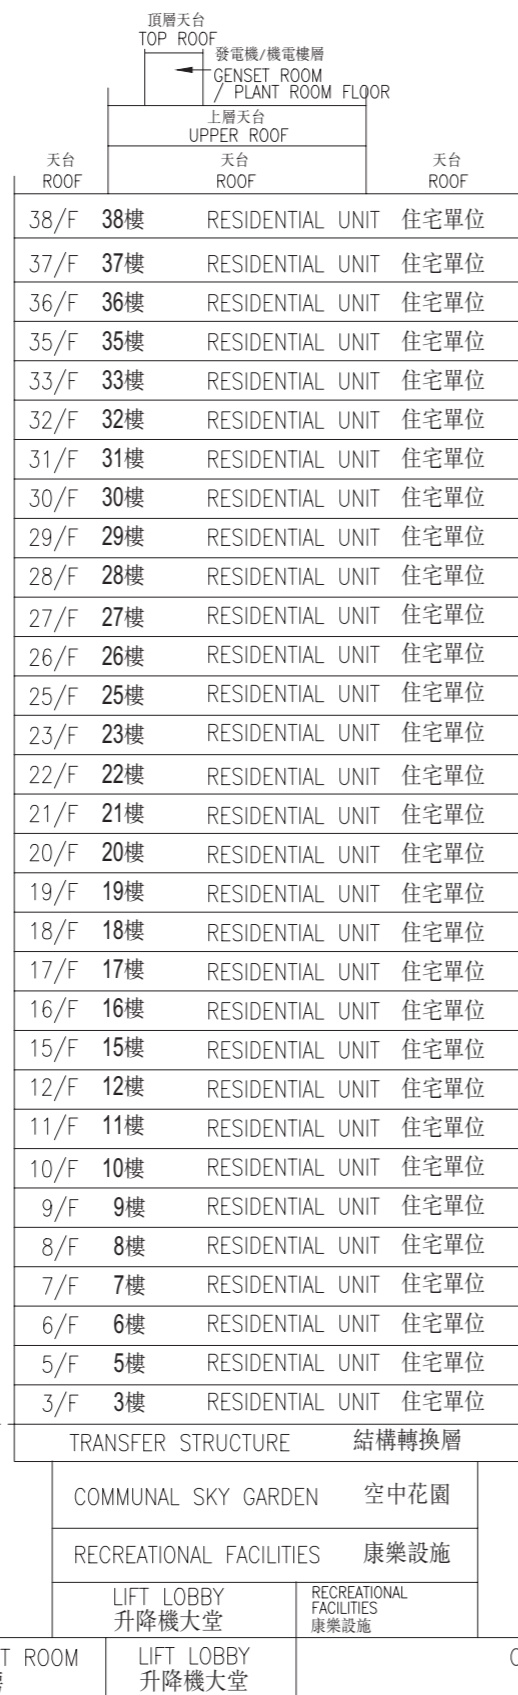 頂層天台
TOP ROOF
發電機/機電樓層
GENSET ROOM
/ PLANT ROOM FLOOR
上層天台
UPPER ROOF
天台 天台 天台
ROOF ROOF ROOF
38/F 38樓 RESIDENTIAL UNIT 住宅單位
37/F 37樓 RESIDENTIAL UNIT 住宅單位
36/F 36樓 RESIDENTIAL UNIT 住宅單位
35/F 35樓 RESIDENTIAL UNIT 住宅單位
33/F 33樓 RESIDENTIAL UNIT 住宅單位
32/F 32樓 RESIDENTIAL UNIT 住宅單位
31/F 31樓 RESIDENTIAL UNIT 住宅單位
30/F 30樓 RESIDENTIAL UNIT 住宅單位
29/F 29樓 RESIDENTIAL UNIT 住宅單位
28/F 28樓 RESIDENTIAL UNIT 住宅單位
27/F 27樓 RESIDENTIAL UNIT 住宅單位
26/F 26樓 RESIDENTIAL UNIT 住宅單位
25/F 25樓 RESIDENTIAL UNIT 住宅單位
23/F 23樓 RESIDENTIAL UNIT 住宅單位
22/F 22樓 RESIDENTIAL UNIT 住宅單位
21/F 21樓 RESIDENTIAL UNIT 住宅單位
20/F 20樓 RESIDENTIAL UNIT 住宅單位
19/F 19樓 RESIDENTIAL UNIT 住宅單位
18/F 18樓 RESIDENTIAL UNIT 住宅單位
17/F 17樓 RESIDENTIAL UNIT 住宅單位
16/F 16樓 RESIDENTIAL UNIT 住宅單位
15/F 15樓 RESIDENTIAL UNIT 住宅單位
12/F 12樓 RESIDENTIAL UNIT 住宅單位
11/F 11樓 RESIDENTIAL UNIT 住宅單位
10/F 10樓 RESIDENTIAL UNIT 住宅單位
9/F 9樓 RESIDENTIAL UNIT 住宅單位
8/F 8樓 RESIDENTIAL UNIT 住宅單位
7/F 7樓 RESIDENTIAL UNIT 住宅單位
6/F 6樓 RESIDENTIAL UNIT 住宅單位
5/F 5樓 RESIDENTIAL UNIT 住宅單位
3/F 3樓 RESIDENTIAL UNIT 住宅單位
TRANSFER STRUCTURE 結構轉換層
COMMUNAL SKY GARDEN 空中花園
RECREATIONAL FACILITIES 康樂設施
LIFT LOBBY
升降機大堂
RECREATIONAL
FACILITIES
康樂設施
T ROOM LIFT LOBBY
升降機大堂